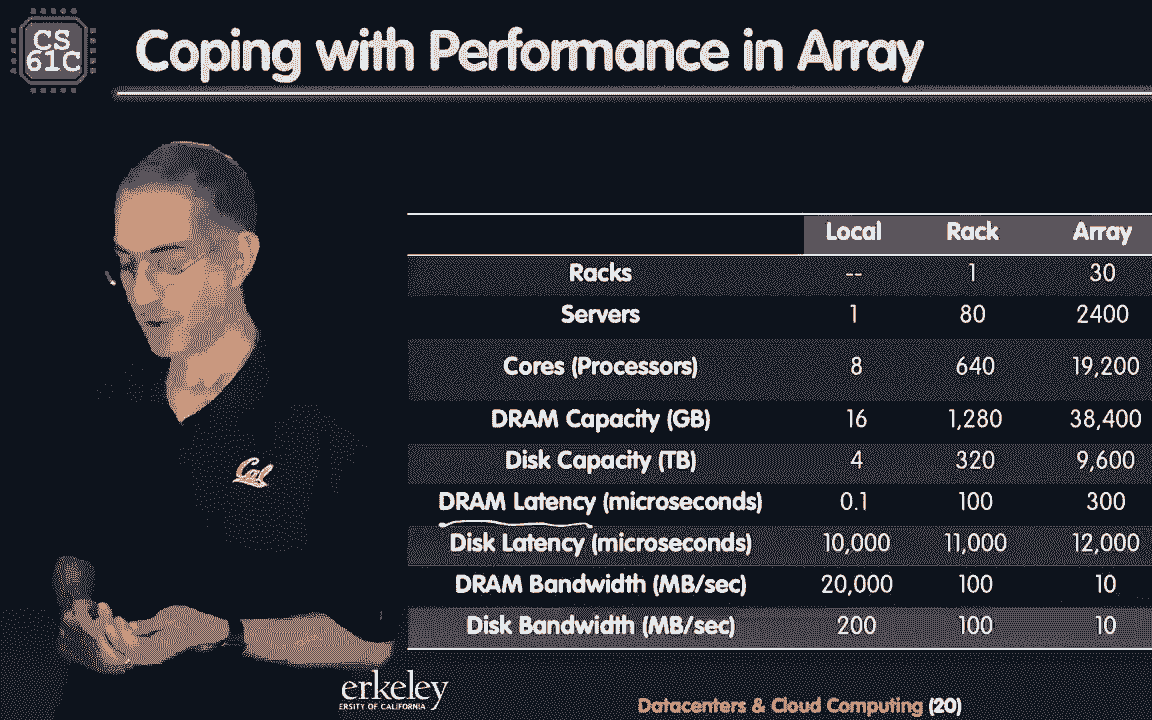 CS
61C
Coping with Performance in Array
Local Rack Array
Racks -- 1 30
Servers 1 80 2400
Cores (Processors) 8 640 19,200
DRAM Capacity (GB) 16 1,280 38,400
Disk Capacity (TB) 4 320 9,600
DRAM Latency (microseconds) 0.1 100 300
Disk Latency (microseconds) 10,000 11,000 12,000
DRAM Bandwidth (MB/sec) 20,000 100 10
Disk Bandwidth (MB/sec) 200 100 10
Cal
erkeley
ERSITY OF CALIFORNIA
Datacenters & Cloud Computing (20)